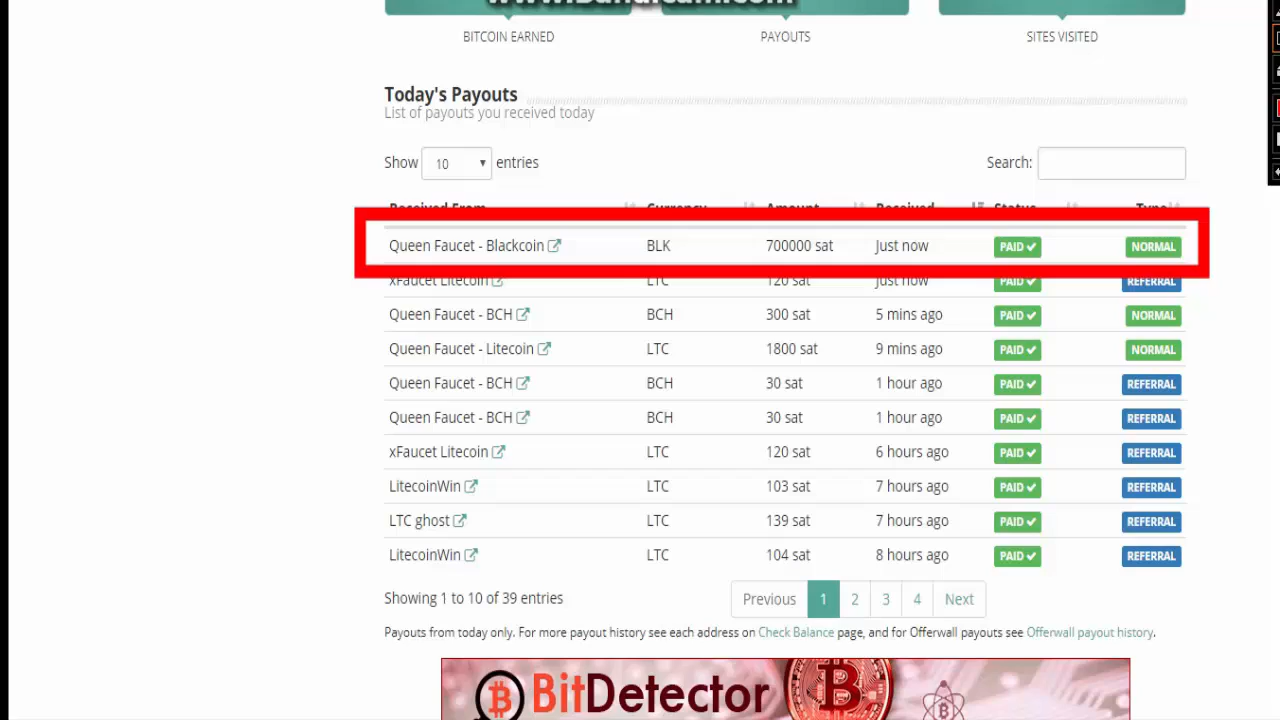 BITCOIN EARNED PAYOUTS SITES VISITED
Today's Payouts
List of payouts you received today
Show 10 entries Search:
Received From Currency Amount Received Status Type
Queen Faucet - Blackcoin BLK 700000 sat Just now PAID NORMAL
xFaucet Litecoin LTC 120 sat Just now PAID REFERRAL
Queen Faucet - BCH BCH 300 sat 5 mins ago PAID NORMAL
Queen Faucet - Litecoin LTC 1800 sat 9 mins ago PAID NORMAL
Queen Faucet - BCH BCH 30 sat 1 hour ago PAID REFERRAL
Queen Faucet - BCH BCH 30 sat 1 hour ago PAID REFERRAL
xFaucet Litecoin LTC 120 sat 6 hours ago PAID REFERRAL
LitecoinWin LTC 103 sat 7 hours ago PAID REFERRAL
LTC ghost LTC 139 sat 7 hours ago PAID REFERRAL
LitecoinWin LTC 104 sat 8 hours ago PAID REFERRAL
Showing 1 to 10 of 39 entries Previous 1 2 3 4 Next
Payouts from today only. For more payout history see each address on Check Balance page, and for Offerwall payouts see Offerwall payout history.
BitDetector